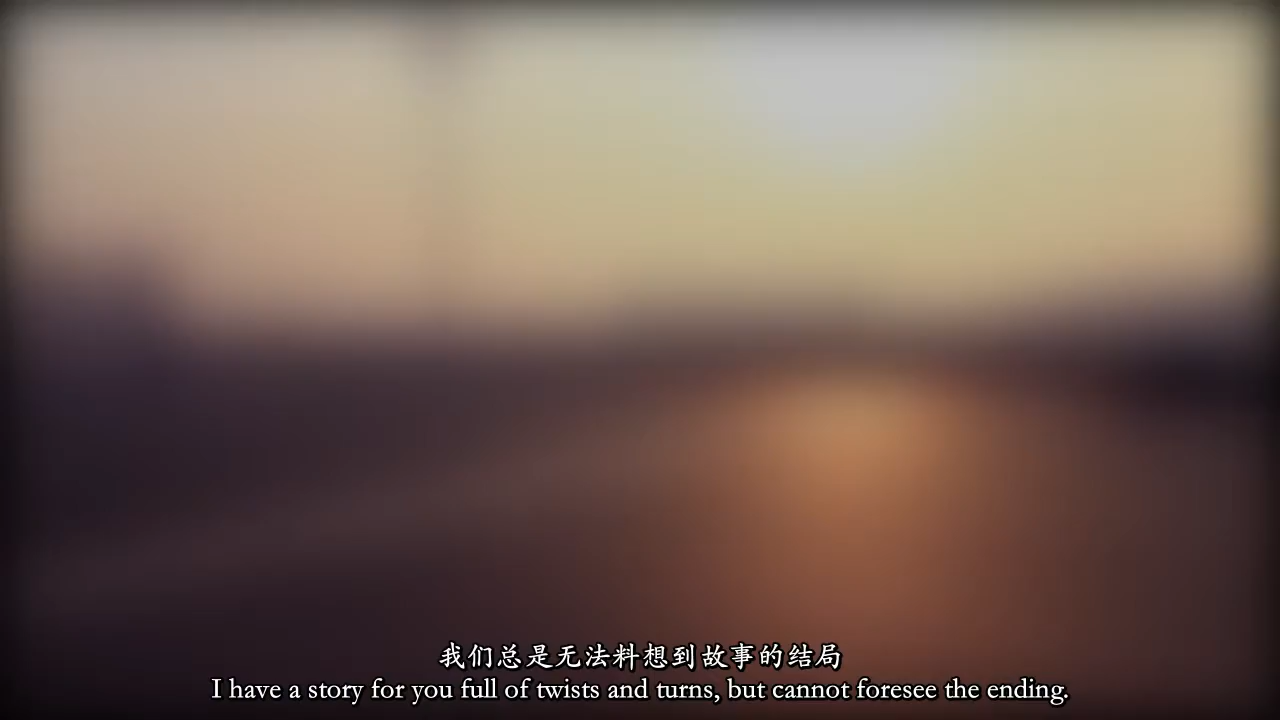 我们总是无法料想到故事的结局
I have a story for you full of twists and turns, but cannot foresee the ending.